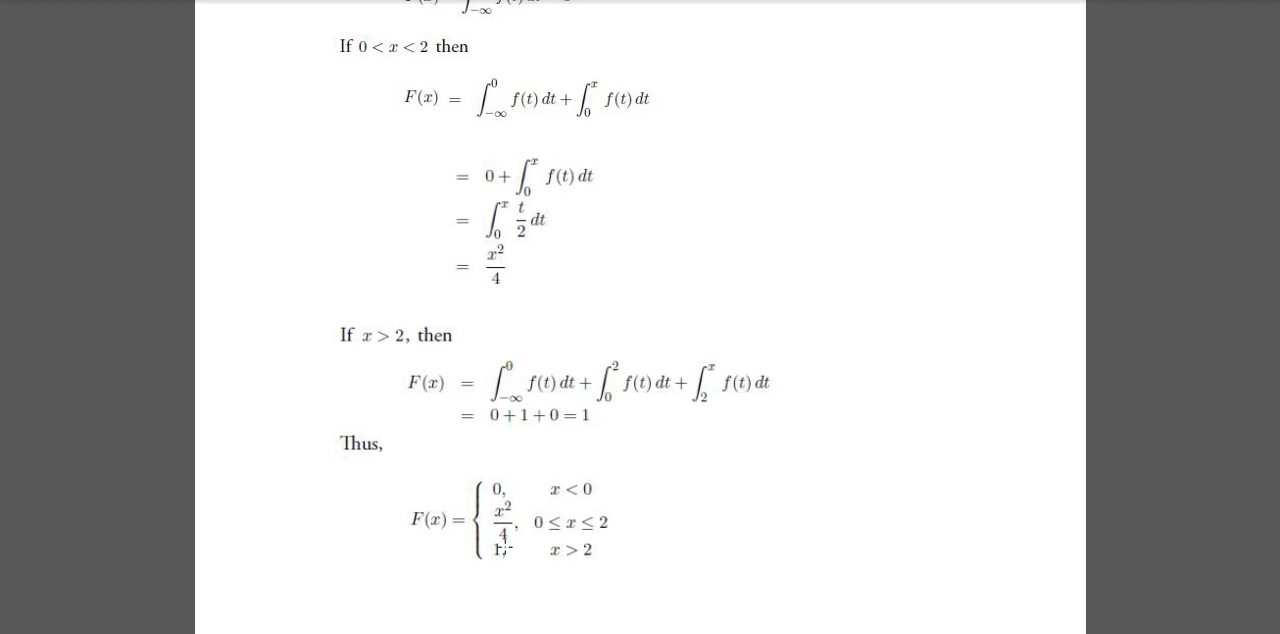 If 0 < x < 2 then
F(x) = ∫_{-∞}^{0} f(t) dt + ∫_{0}^{x} f(t) dt
= 0 + ∫_{0}^{x} f(t) dt
= ∫_{0}^{x} t/2 dt
= x²/4
If x > 2, then
F(x) = ∫_{-∞}^{0} f(t) dt + ∫_{0}^{2} f(t) dt + ∫_{2}^{x} f(t) dt
= 0 + 1 + 0 = 1
Thus,
F(x) = { 0, x < 0
x²/4, 0 ≤ x ≤ 2
1, x > 2